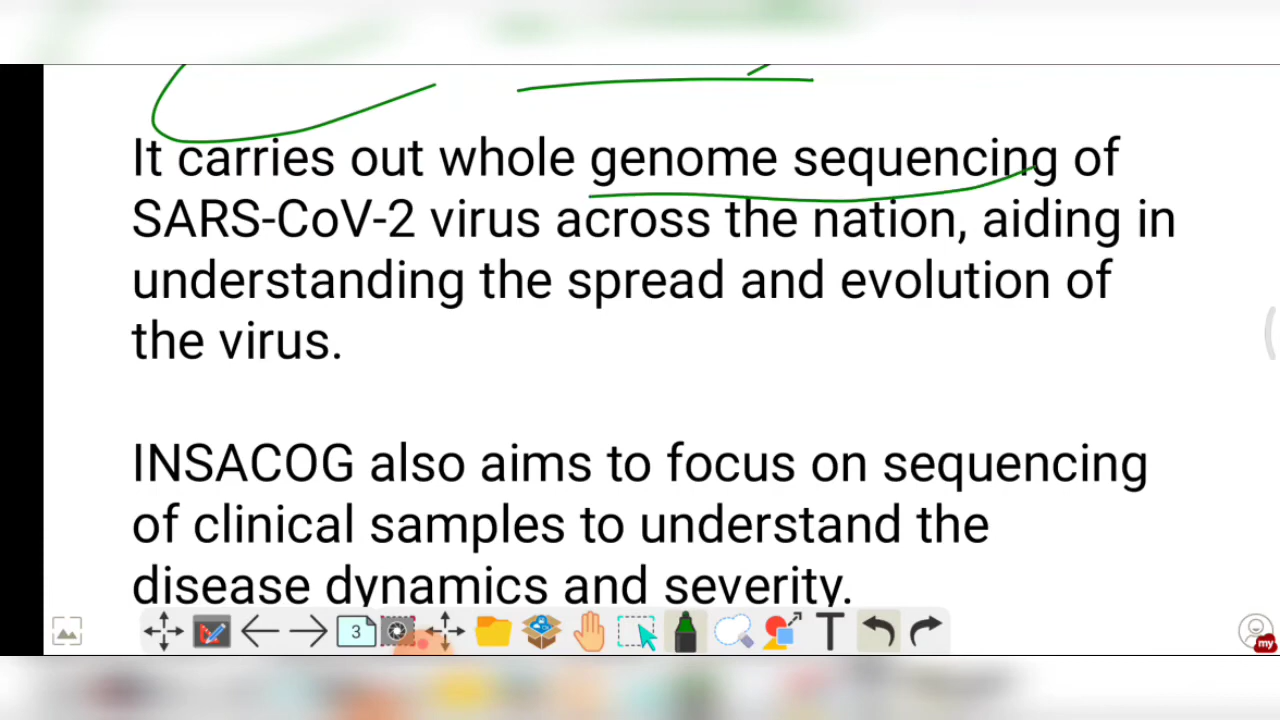 It carries out whole genome sequencing of
SARS-CoV-2 virus across the nation, aiding in
understanding the spread and evolution of
the virus.
INSACOG also aims to focus on sequencing
of clinical samples to understand the
disease dynamics and severity.
3
T
my